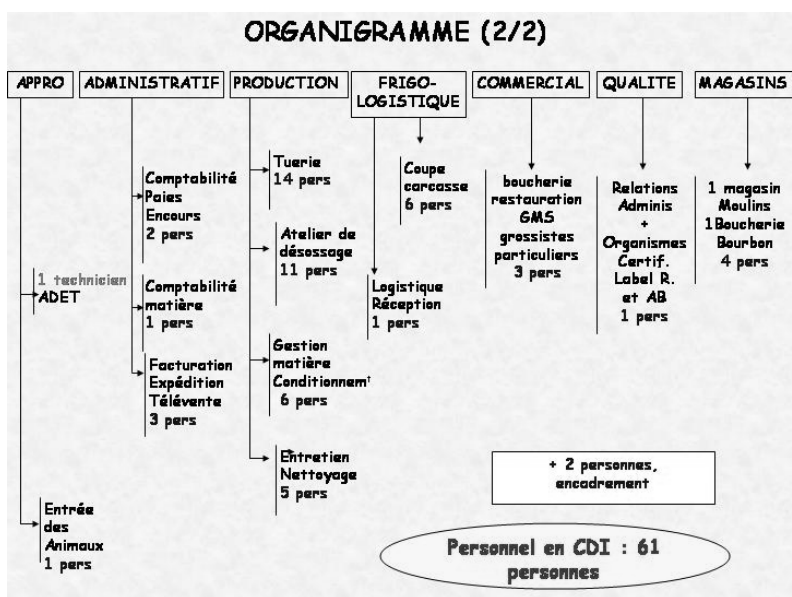 ORGANIGRAMME (2/2)
APPRO
ADMINISTRATIF
PRODUCTION
FRIGO-
LOGISTIQUE
COMMERCIAL
QUALITE
MAGASINS
1 technicien
ADET
Entrée
des
Animaux
1 pers
Comptabilité
Paies
Encours
2 pers
Comptabilité
matière
1 pers
Facturation
Expédition
Télévente
3 pers
Tuerie
14 pers
Atelier de
désossage
11 pers
Gestion
matière
Conditionnemt
6 pers
Entretien
Nettoyage
5 pers
Coupe
carcasse
6 pers
Logistique
Réception
1 pers
boucherie
restauration
GMS
grossistes
particuliers
3 pers
Relations
Adminis
+
Organismes
Certif.
Label R.
et AB
1 pers
1 magasin
Moulins
1Boucherie
Bourbon
4 pers
+ 2 personnes,
encadrement
Personnel en CDI : 61
personnes